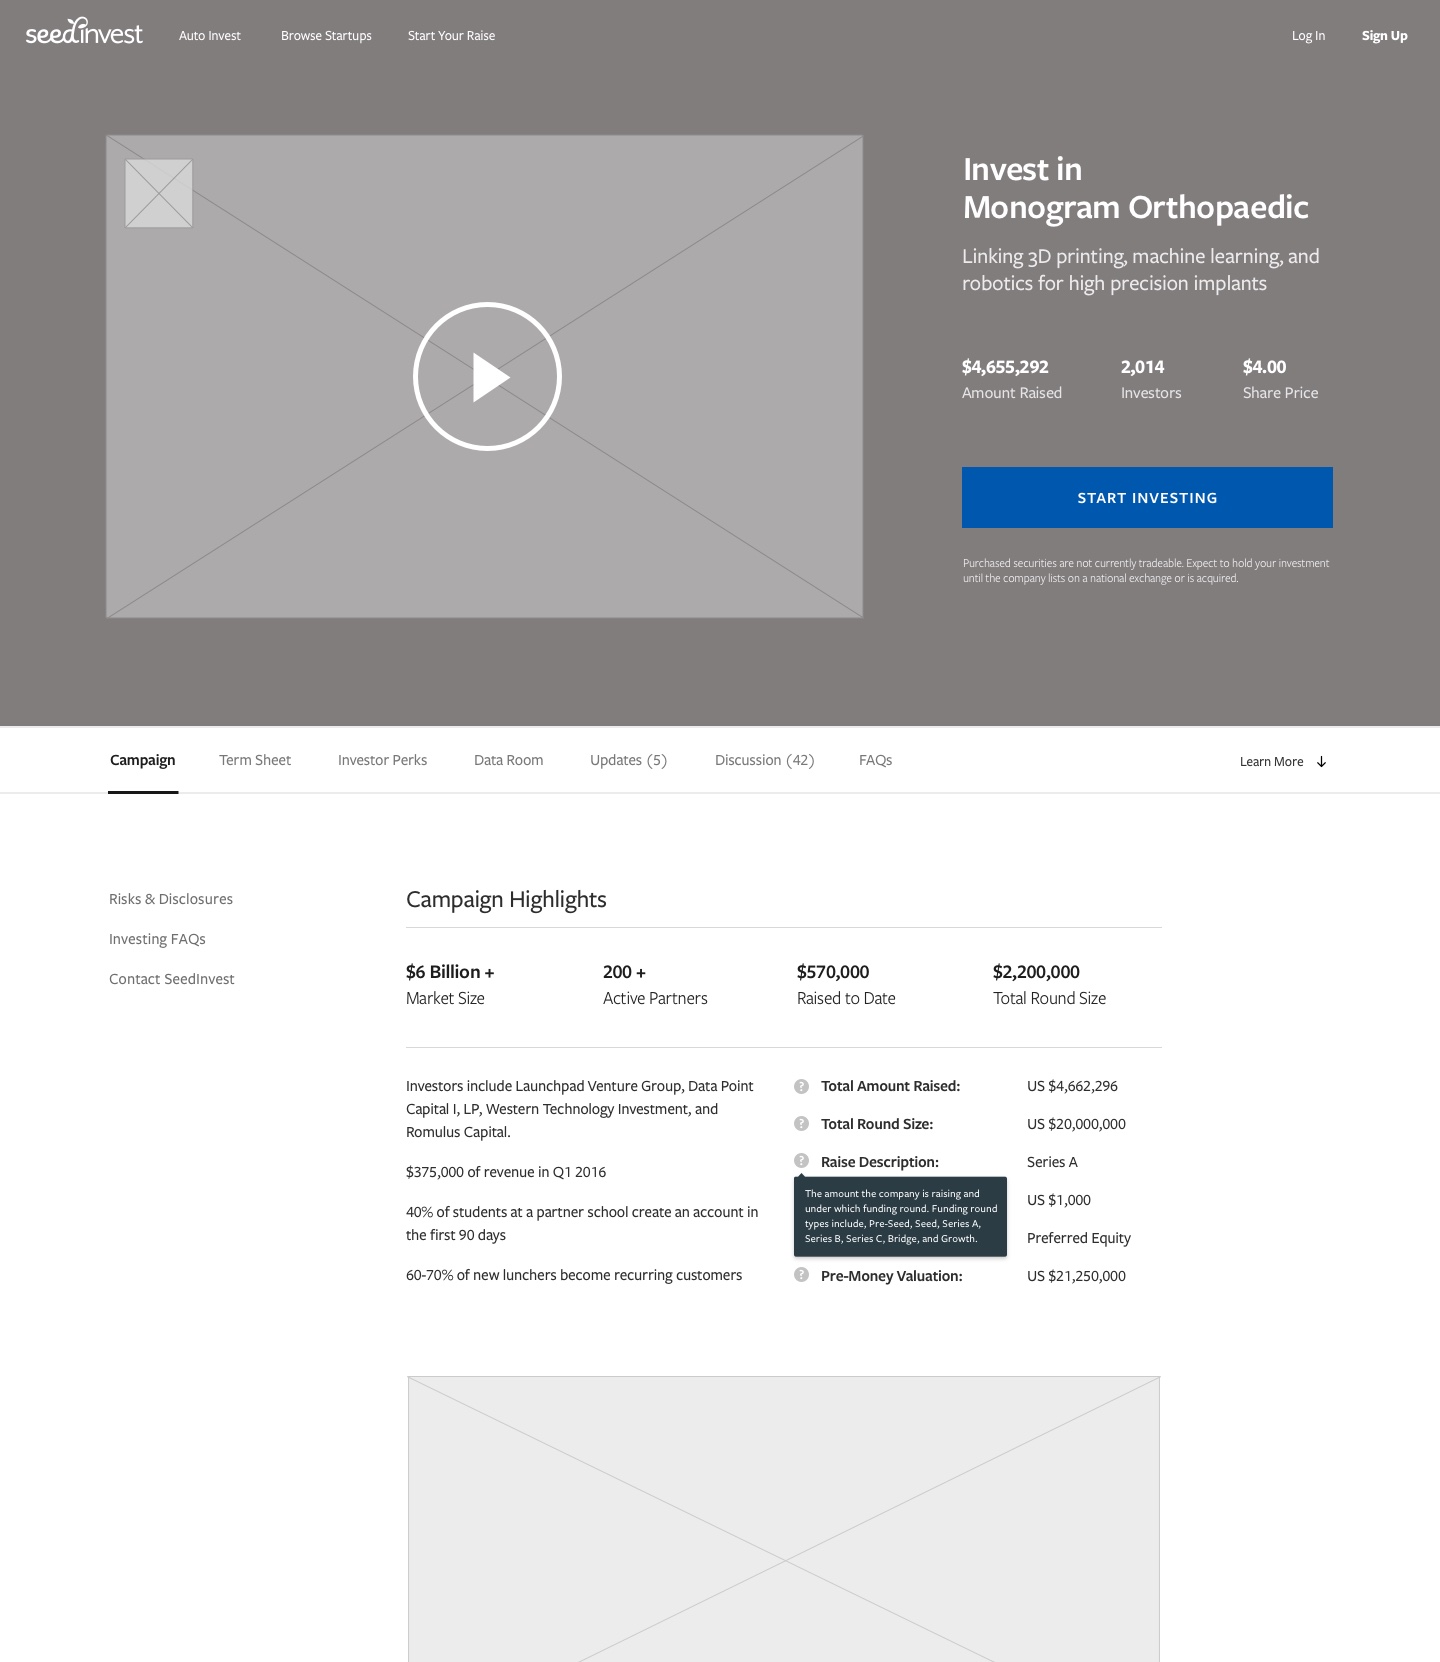 seedinvest
Auto Invest
Browse Startups
Start Your Raise
Log In
Sign Up
Invest in
Monogram Orthopaedic
Linking 3D printing, machine learning, and
robotics for high precision implants
$4,655,292
Amount Raised
2,014
Investors
$4.00
Share Price
START INVESTING
Purchased securities are not currently tradeable. Expect to hold your investment
until the company lists on a national exchange or is acquired.
Campaign
Term Sheet
Investor Perks
Data Room
Updates (5)
Discussion (42)
FAQs
Learn More
Risks & Disclosures
Investing FAQs
Contact SeedInvest
Campaign Highlights
$6 Billion +
Market Size
200 +
Active Partners
$570,000
Raised to Date
$2,200,000
Total Round Size
Investors include Launchpad Venture Group, Data Point
Capital I, LP, Western Technology Investment, and
Romulus Capital.
$375,000 of revenue in Q1 2016
40% of students at a partner school create an account in
the first 90 days
60-70% of new lunchers become recurring customers
? Total Amount Raised: US $4,662,296
? Total Round Size: US $20,000,000
? Raise Description: Series A
The amount the company is raising and
under which funding round. Funding round
types include, Pre-Seed, Seed, Series A,
Series B, Series C, Bridge, and Growth.
US $1,000
Preferred Equity
? Pre-Money Valuation: US $21,250,000